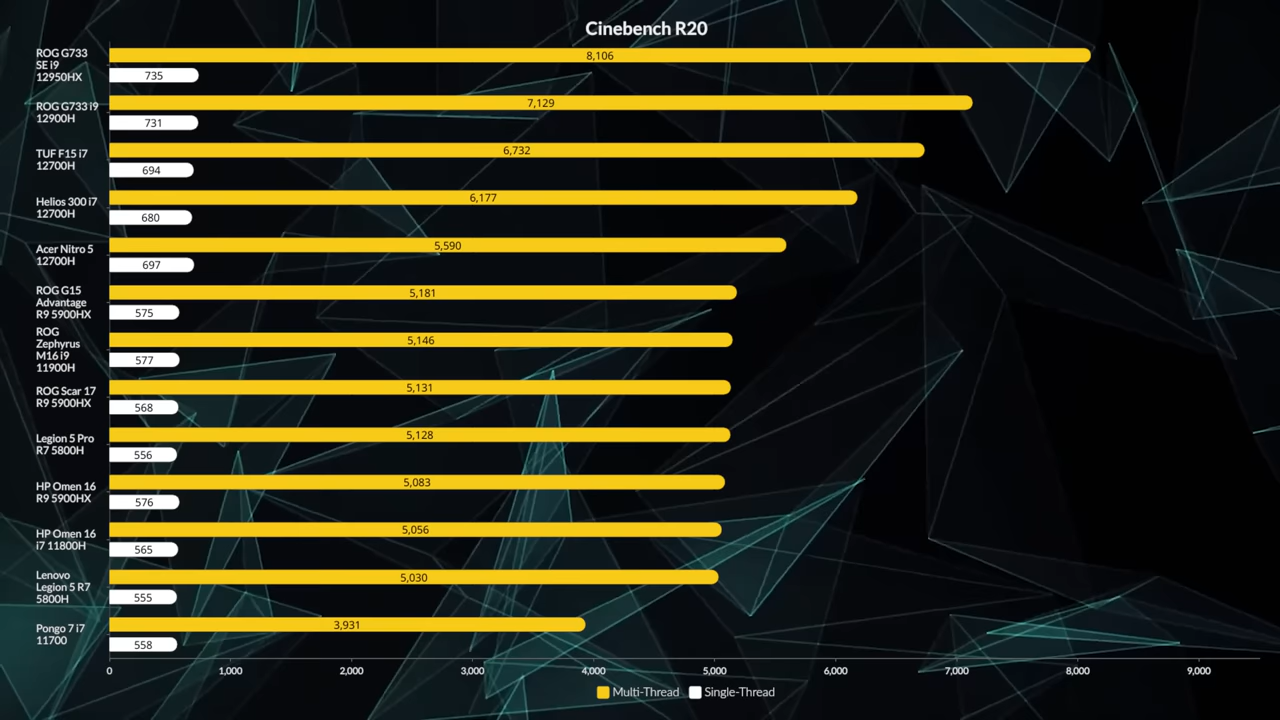 Cinebench R20
ROG G733
SE i9
12950HX
8,106
735
ROG G733 i9
12900H
7,129
731
TUF F15 i7
12700H
6,732
694
Helios 300 i7
12700H
6,177
680
Acer Nitro 5
12700H
5,590
697
ROG G15
Advantage
R9 5900HX
5,181
575
ROG
Zephyrus
M16 i9
11900H
5,146
577
ROG Scar 17
R9 5900HX
5,131
568
Legion 5 Pro
R7 5800H
5,128
556
HP Omen 16
R9 5900HX
5,083
576
HP Omen 16
i7 11800H
5,056
565
Lenovo
Legion 5 R7
5800H
5,030
555
Pongo 7 i7
11700
3,931
558
0 1,000 2,000 3,000 4,000 5,000 6,000 7,000 8,000 9,000
Multi-Thread Single-Thread